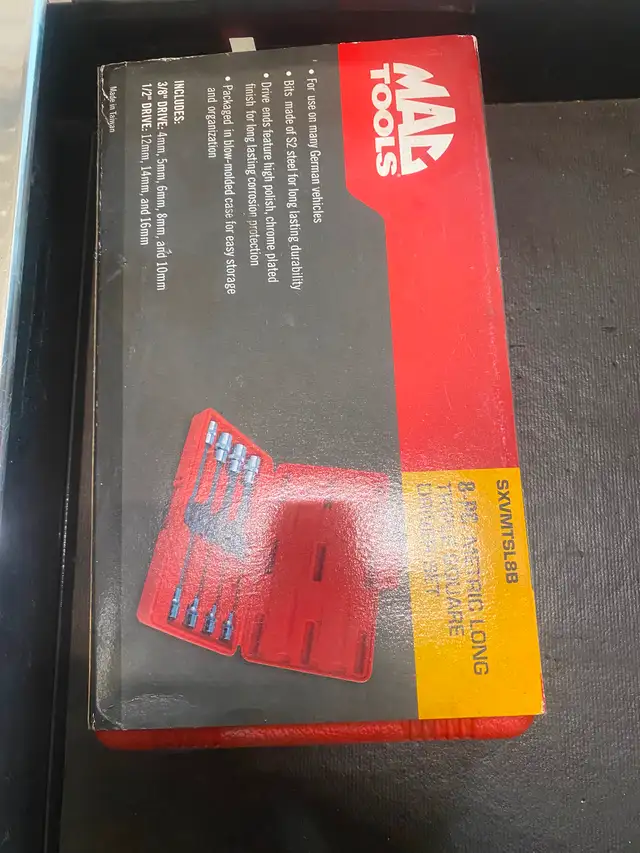 MAC
TOOLS
• For use on many German vehicles
• Bits made of S2 steel for long lasting durability
• Drive ends feature high polish, chrome plated
finish for long lasting corrosion protection
• Packaged in blow-molded case for easy storage
and organization
INCLUDES:
3/8" DRIVE: 4mm, 5mm, 6mm, 8mm, and 10mm
1/2" DRIVE: 12mm, 14mm, and 16mm
Made in Taiwan
SXVMTSL8B
8-PC. METRIC LONG
TRIPLE SQUARE
DRIVER SET